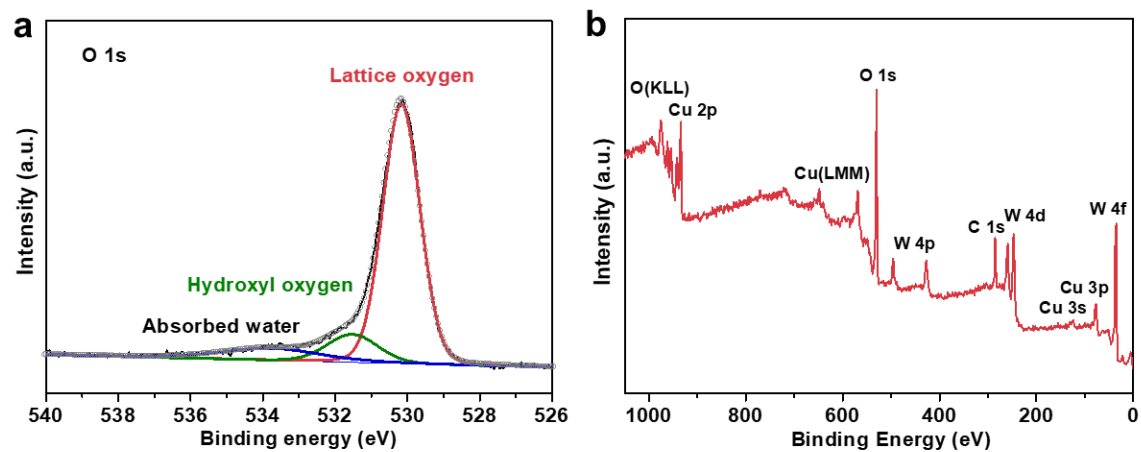 a
O 1s
Lattice oxygen
Hydroxyl oxygen
Absorbed water
Intensity (a.u.)
540 538 536 534 532 530 528 526
Binding energy (eV)
b
O 1s
O(KLL)
Cu 2p
Cu(LMM)
W 4p
C 1s
W 4d
W 4f
Cu 3p
Cu 3s
Intensity (a.u.)
1000 800 600 400 200 0
Binding Energy (eV)